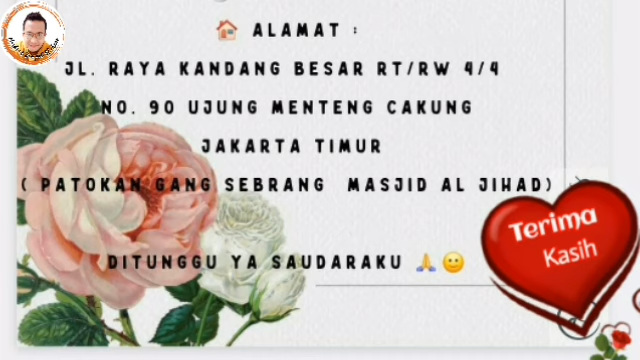 🏠 ALAMAT :
JL. RAYA KANDANG BESAR RT/RW 4/4
NO. 90 UJUNG MENTENG CAKUNG
JAKARTA TIMUR
( PATOKAN GANG SEBRANG MASJID AL JIHAD)
DITUNGGU YA SAUDARAKU 🙏🙂
Terima
Kasih